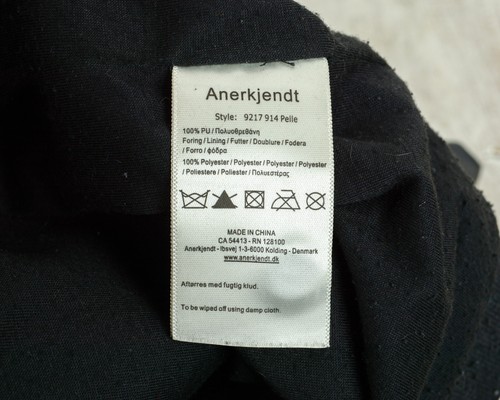 Anerkjendt
Style: 9217 914 Pelle
100% PU / Πολυουρεθάνη
Foring / Lining / Futter / Doublure / Fodera
/ Forro / φόδρα
100% Polyester / Polyester / Polyester / Polyester
/ Poliestere / Poliester / Πολυεστέρας
MADE IN CHINA
CA 54413 - RN 128100
Anerkjendt - Ibsvej 1-3-6000 Kolding - Denmark
www.anerkjendt.dk
Aftørres med fugtig klud.
To be wiped off using damp cloth.